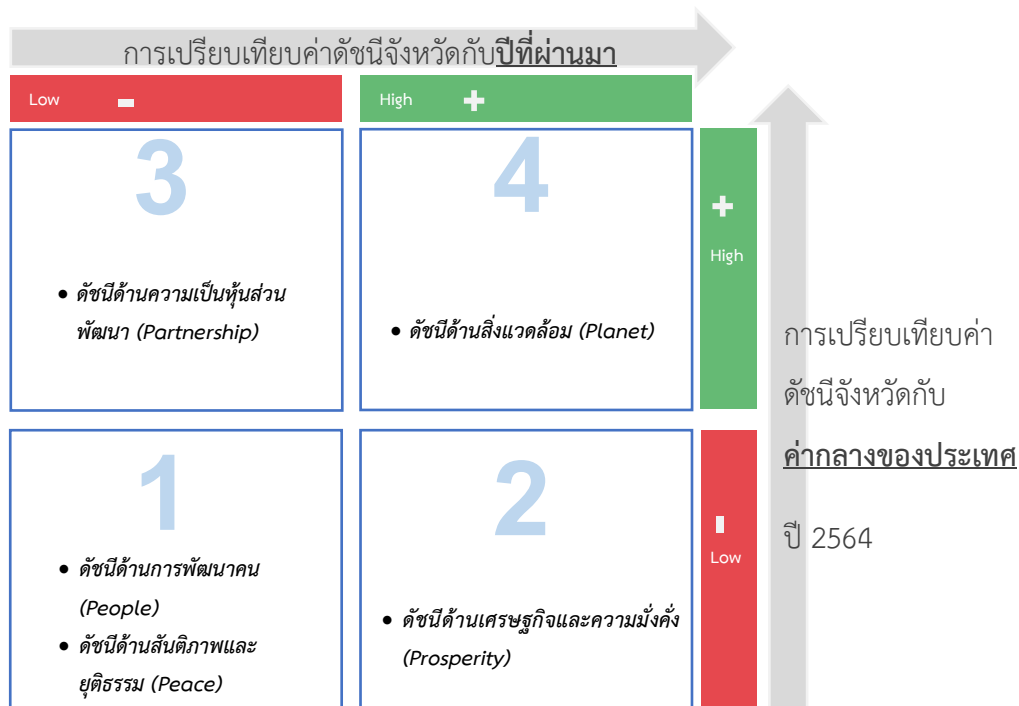 การเปรียบเทียบค่าดัชนีจังหวัดกับปีที่ผ่านมา
Low -
High +
3
• ดัชนีด้านความเป็นหุ้นส่วน
พัฒนา (Partnership)
4
• ดัชนีด้านสิ่งแวดล้อม (Planet)
+
High
1
• ดัชนีด้านการพัฒนาคน
(People)
• ดัชนีด้านสันติภาพและ
ยุติธรรม (Peace)
2
• ดัชนีด้านเศรษฐกิจและความมั่งคั่ง
(Prosperity)
-
Low
การเปรียบเทียบค่า
ดัชนีจังหวัดกับ
ค่ากลางของประเทศ
ปี 2564